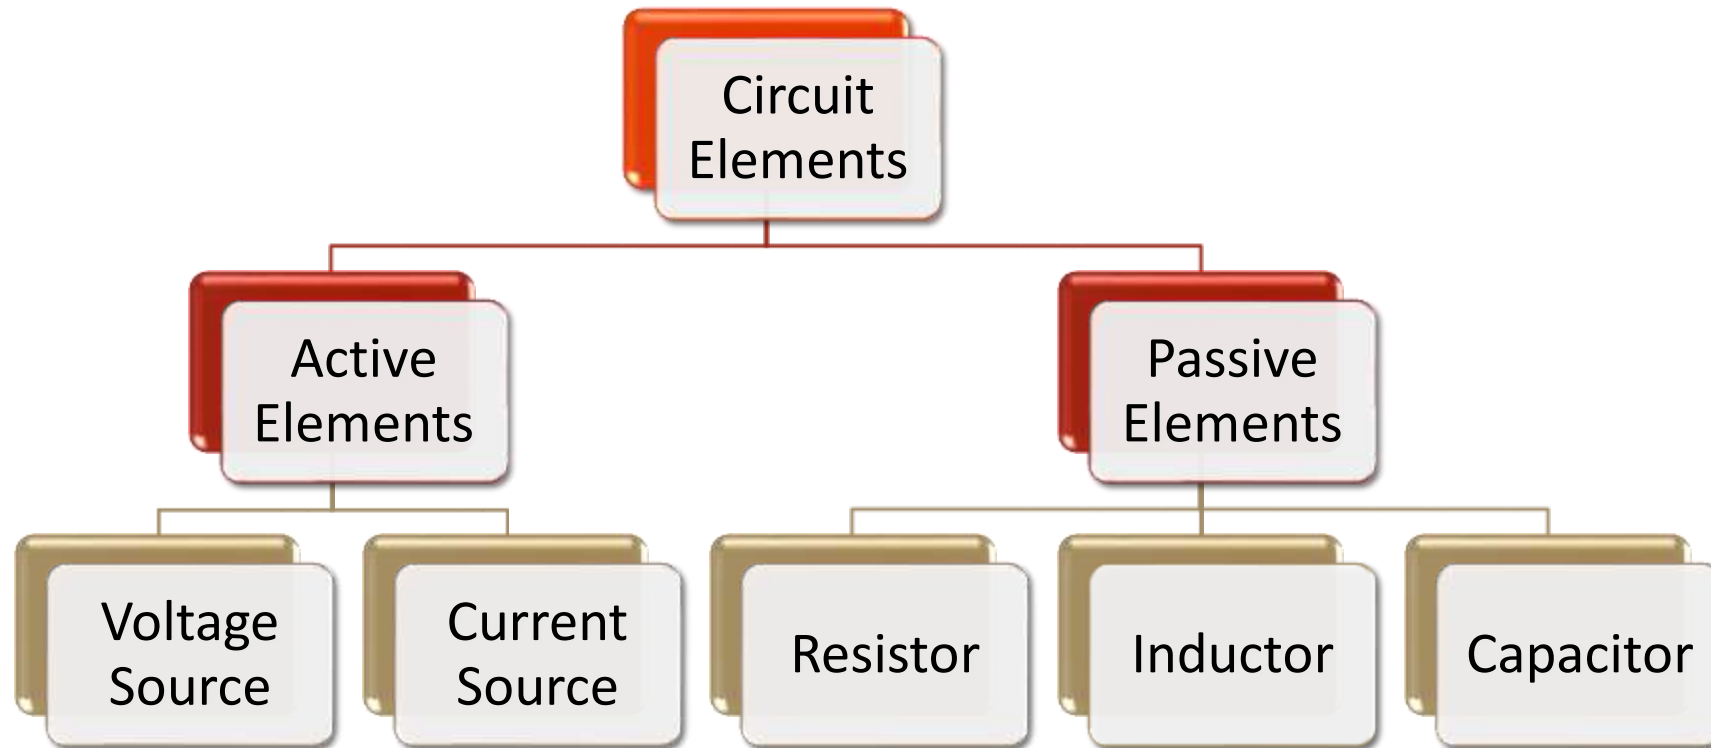 Circuit
Elements
Active
Elements
Passive
Elements
Voltage
Source
Current
Source
Resistor
Inductor
Capacitor